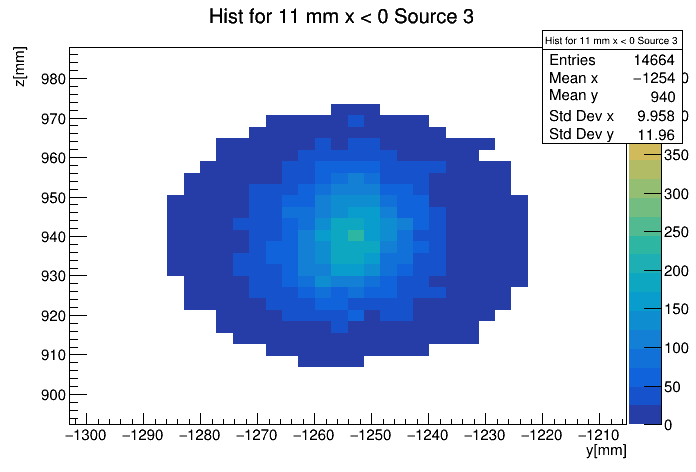 Hist for 11 mm x < 0 Source 3
z[mm]
Hist for 11 mm x < 0 Source 3
Entries 14664
Mean x −1254
Mean y 940
Std Dev x 9.958
Std Dev y 11.96
980
970
960
950
940
930
920
910
900
0
0
350
300
250
200
150
100
50
0
−1300 −1290 −1280 −1270 −1260 −1250 −1240 −1230 −1220 −1210
y[mm]